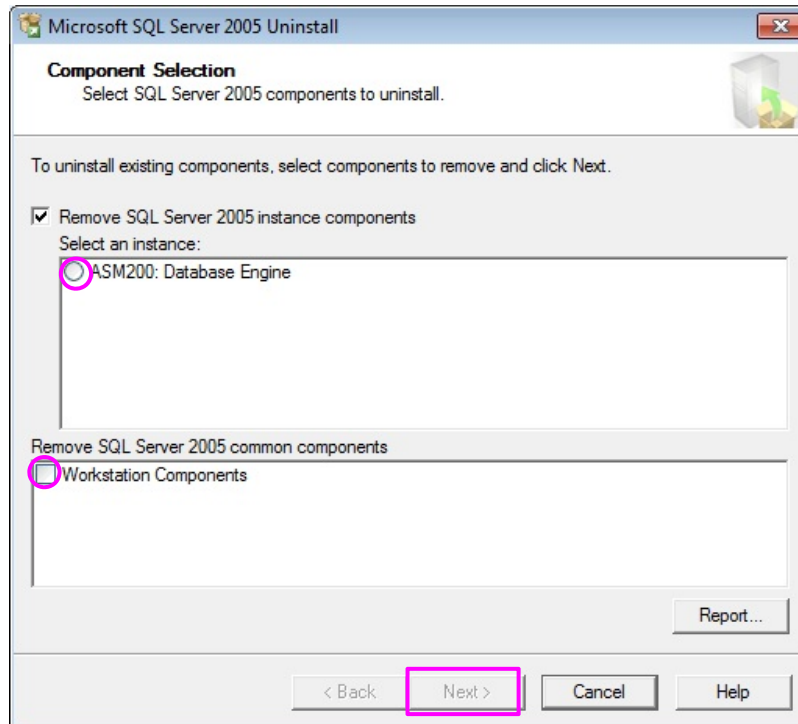 Microsoft SQL Server 2005 Uninstall
Component Selection
Select SQL Server 2005 components to uninstall.
To uninstall existing components, select components to remove and click Next.
Remove SQL Server 2005 instance components
Select an instance:
ASM200: Database Engine
Remove SQL Server 2005 common components
Workstation Components
Report...
< Back Next > Cancel Help